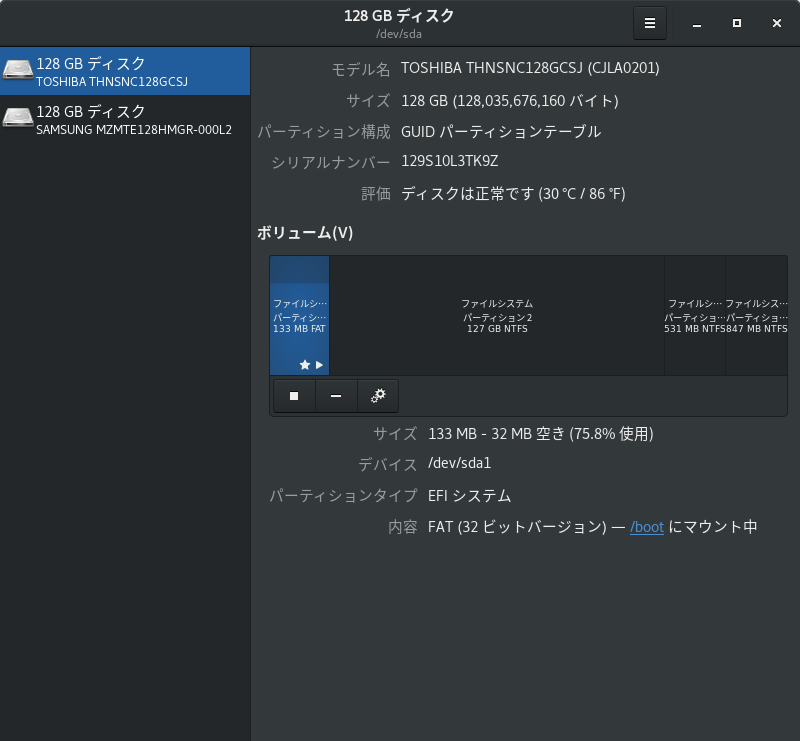 128 GB ディスク
/dev/sda
128 GB ディスク
TOSHIBA THNSNC128GCSJ
128 GB ディスク
SAMSUNG MZMTE128HMGR-000L2
モデル名 TOSHIBA THNSNC128GCSJ (CJLA0201)
サイズ 128 GB (128,035,676,160 バイト)
パーティション構成 GUID パーティションテーブル
シリアルナンバー 129S10L3TK9Z
評価 ディスクは正常です (30 °C / 86 °F)
ボリューム(V)
ファイルシ…
パーティシ…
133 MB FAT
ファイルシステム
パーティション 2
127 GB NTFS
ファイルシ…
パーティショ…
531 MB NTFS
ファイルシス…
パーティショ…
847 MB NTFS
サイズ 133 MB – 32 MB 空き (75.8% 使用)
デバイス /dev/sda1
パーティションタイプ EFI システム
内容 FAT (32 ビットバージョン) — /boot にマウント中